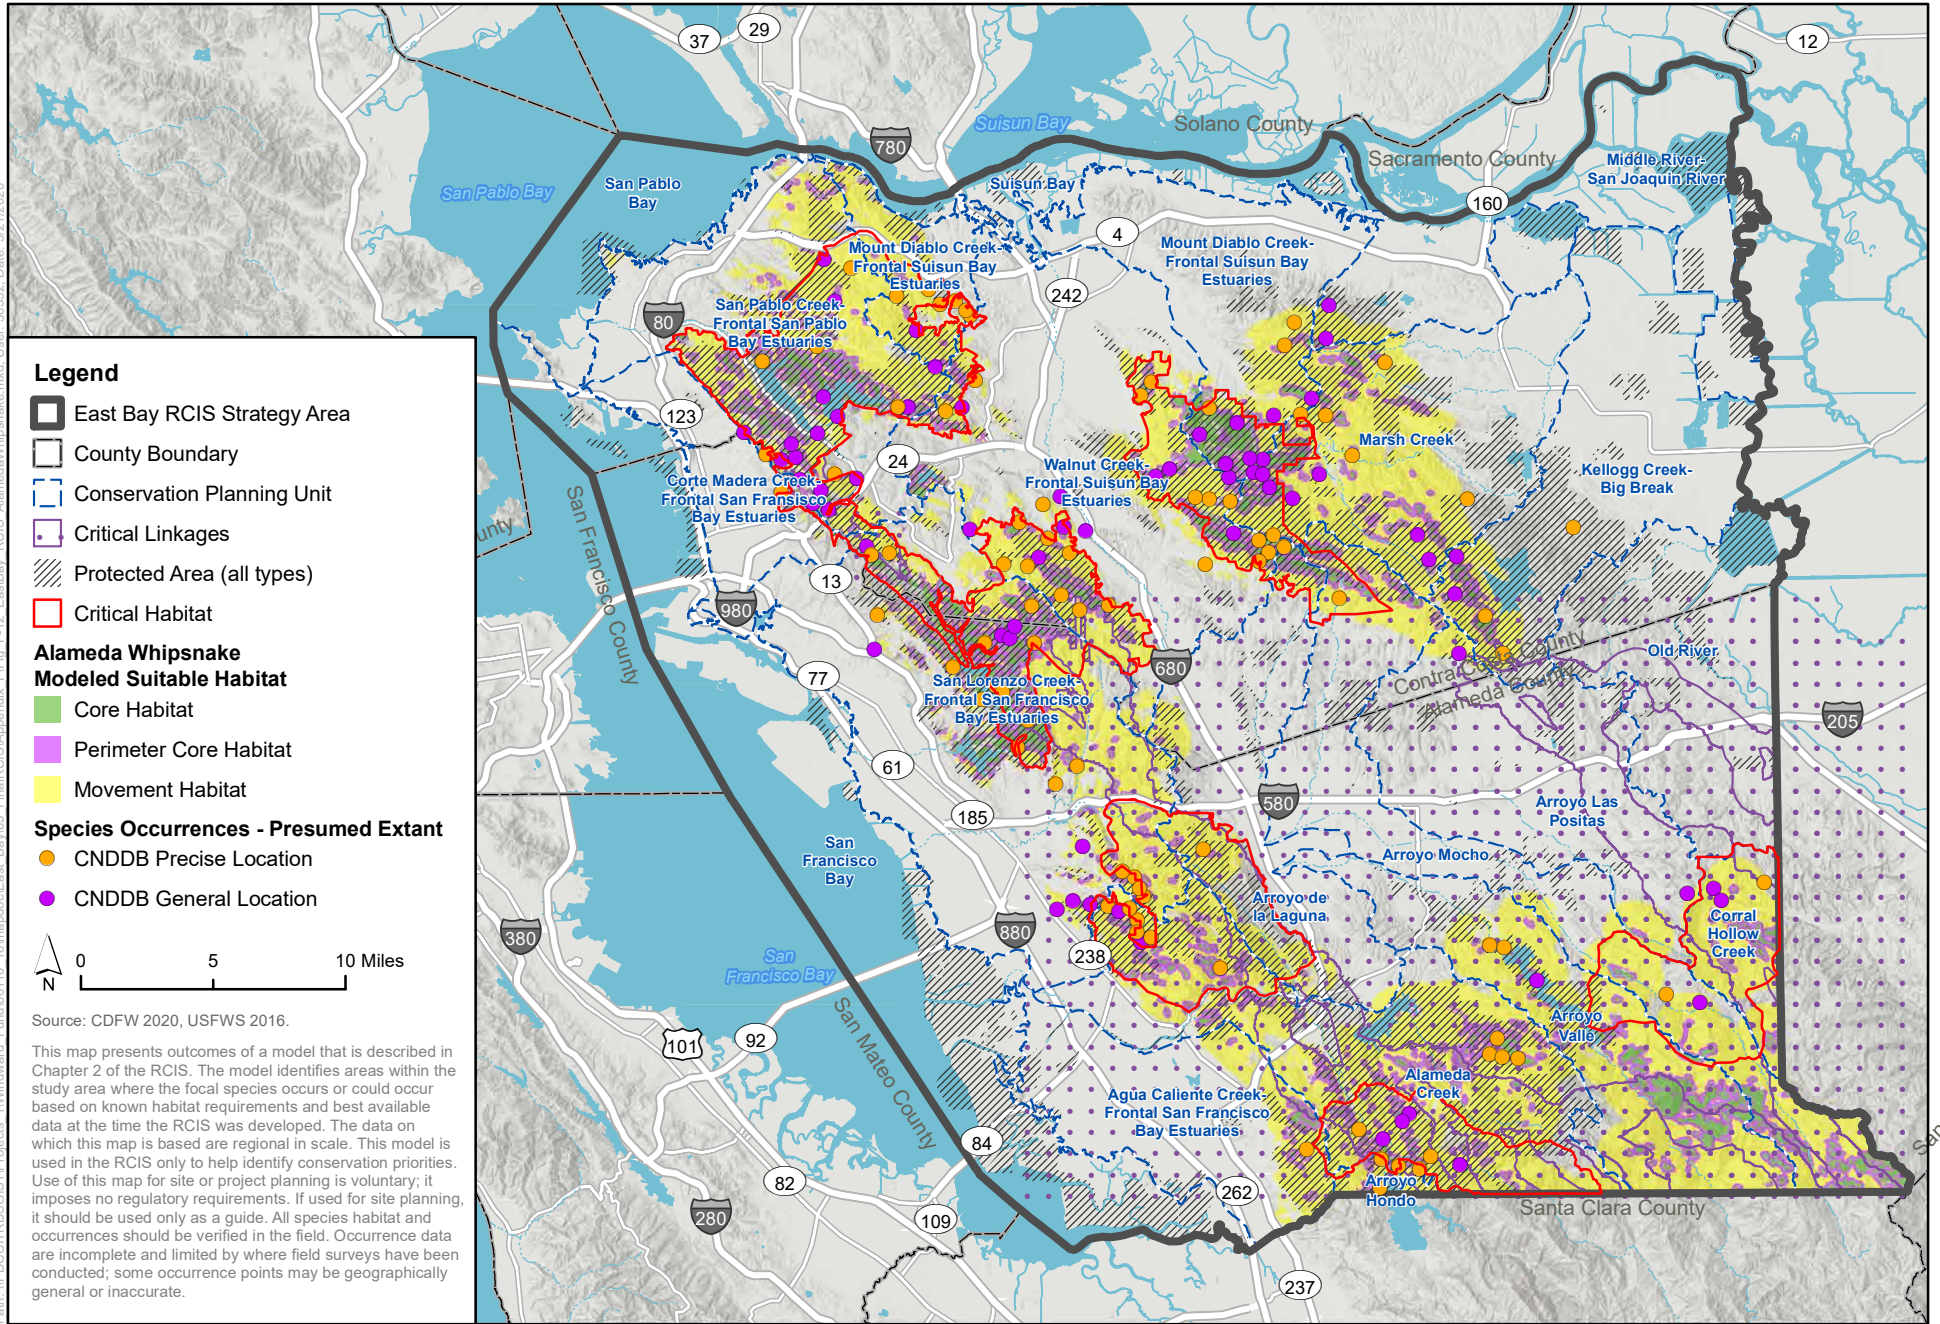 Legend
East Bay RCIS Strategy Area
County Boundary
Conservation Planning Unit
Critical Linkages
Protected Area (all types)
Critical Habitat
Alameda Whipsnake
Modeled Suitable Habitat
Core Habitat
Perimeter Core Habitat
Movement Habitat
Species Occurrences - Presumed Extant
CNDDB Precise Location
CNDDB General Location
N
0 5 10 Miles
Source: CDFW 2020, USFWS 2016.
This map presents outcomes of a model that is described in
Chapter 2 of the RCIS. The model identifies areas within the
study area where the focal species occurs or could occur
based on known habitat requirements and best available
data at the time the RCIS was developed. The data on
which this map is based are regional in scale. This model is
used in the RCIS only to help identify conservation priorities.
Use of this map for site or project planning is voluntary; it
imposes no regulatory requirements. If used for site planning,
it should be used only as a guide. All species habitat and
occurrences should be verified in the field. Occurrence data
are incomplete and limited by where field surveys have been
conducted; some occurrence points may be geographically
general or inaccurate.
37
29
12
780
Suisun Bay
Solano County
Sacramento County
Middle River-
San Joaquin River
San Pablo Bay
San Pablo
Bay
Suisun Bay
160
4
Mount Diablo Creek-
Frontal Suisun Bay
Estuaries
Mount Diablo Creek-
Frontal Suisun Bay
Estuaries
242
San Pablo Creek-
Frontal San Pablo
Bay Estuaries
80
123
24
Marsh Creek
Walnut Creek-
Frontal Suisun Bay
Estuaries
Kellogg Creek-
Big Break
Corte Madera Creek-
Frontal San Fransisco
Bay Estuaries
unty
San Francisco County
13
980
77
680
Contra Costa County
Alameda County
Old River
San Lorenzo Creek-
Frontal San Francisco
Bay Estuaries
205
61
185
580
Arroyo Las
Positas
San
Francisco
Bay
Arroyo Mocho
Arroyo de
la Laguna
Corral
Hollow
Creek
380
880
238
San
Francisco Bay
San Mateo County
Arroyo
Valle
101
92
Alameda
Creek
Agua Caliente Creek-
Frontal San Francisco
Bay Estuaries
84
82
262
Arroyo
Hondo
Santa Clara County
San
280
109
237